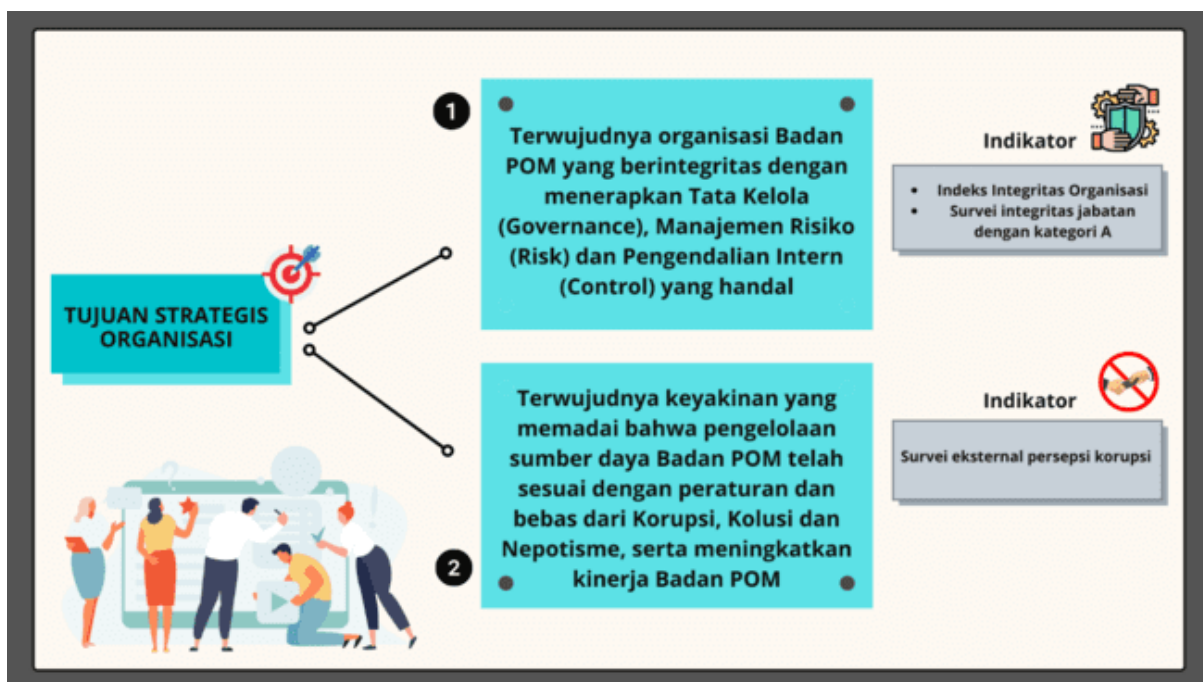 TUJUAN STRATEGIS
ORGANISASI
1
Terwujudnya organisasi Badan
POM yang berintegritas dengan
menerapkan Tata Kelola
(Governance), Manajemen Risiko
(Risk) dan Pengendalian Intern
(Control) yang handal
Indikator
• Indeks Integritas Organisasi
• Survei integritas jabatan
dengan kategori A
2
Terwujudnya keyakinan yang
memadai bahwa pengelolaan
sumber daya Badan POM telah
sesuai dengan peraturan dan
bebas dari Korupsi, Kolusi dan
Nepotisme, serta meningkatkan
kinerja Badan POM
Indikator
Survei eksternal persepsi korupsi